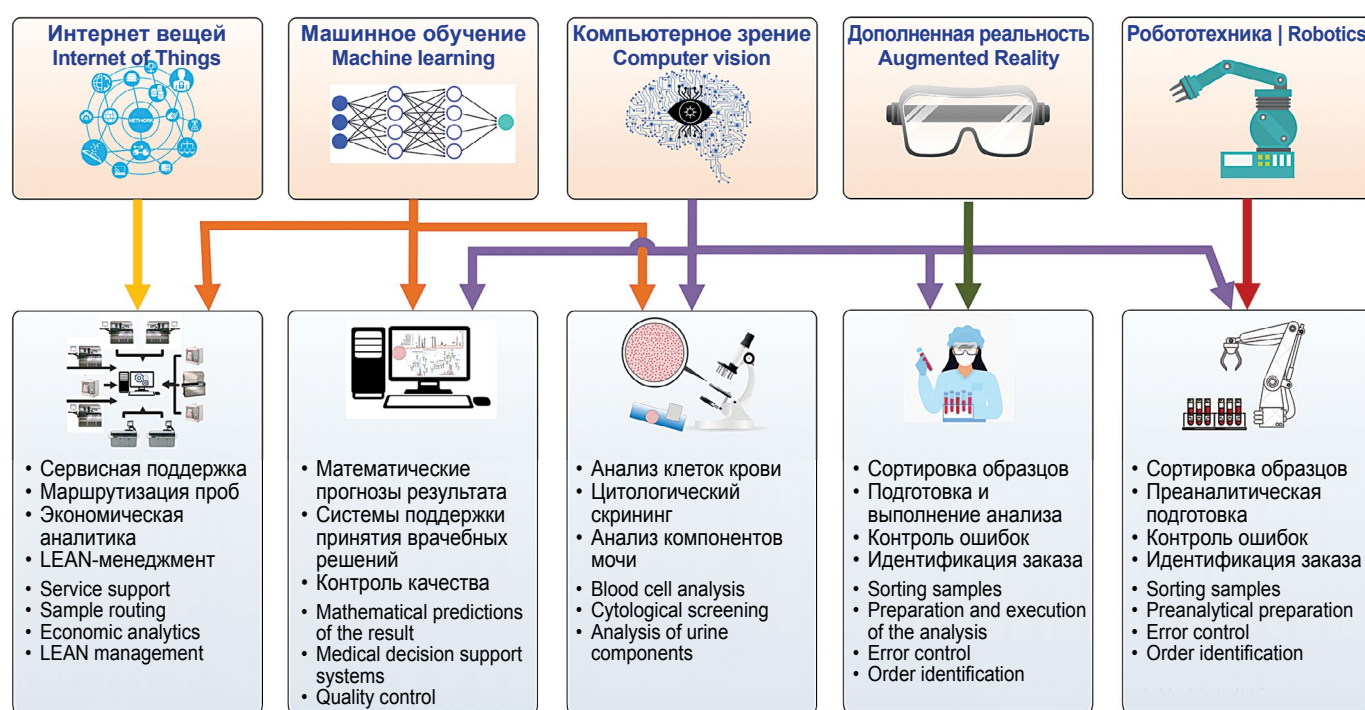 Интернет вещей
Internet of Things
NETWORK
Машинное обучение
Machine learning
Компьютерное зрение
Computer vision
Дополненная реальность
Augmented Reality
Робототехника | Robotics
• Сервисная поддержка
• Маршрутизация проб
• Экономическая
аналитика
• LEAN-менеджмент
• Service support
• Sample routing
• Economic analytics
• LEAN management
• Математические
прогнозы результата
• Системы поддержки
принятия врачебных
решений
• Контроль качества
• Mathematical predictions
of the result
• Medical decision support
systems
• Quality control
• Анализ клеток крови
• Цитологический
скрининг
• Анализ компонентов
мочи
• Blood cell analysis
• Cytological screening
• Analysis of urine
components
• Сортировка образцов
• Подготовка и
выполнение анализа
• Контроль ошибок
• Идентификация заказа
• Sorting samples
• Preparation and execution
of the analysis
• Error control
• Order identification
• Сортировка образцов
• Преаналитическая
подготовка
• Контроль ошибок
• Идентификация заказа
• Sorting samples
• Preanalytical preparation
• Error control
• Order identification